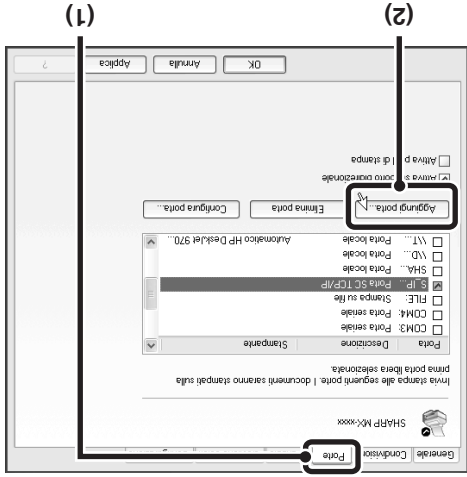 Generale Condivision Porte
SHARP MX-xxxx
Invia stampa alle seguenti porte. I documenti saranno stampati sulla
prima porta libera selezionata.
Porta Descrizione Stampante
COM3: Porta seriale
COM4: Porta seriale
FILE: Stampa su file
S_IP... Porta SC TCP/IP
SHA... Porta locale
\\D... Porta locale
\\T... Porta locale Automatico HP DeskJet 970...
Aggiungi porta... Elimina porta Configura porta...
Attiva s porto bidirezionale
Attiva p l di stampa
OK Annulla Applica ?
(2) (1)